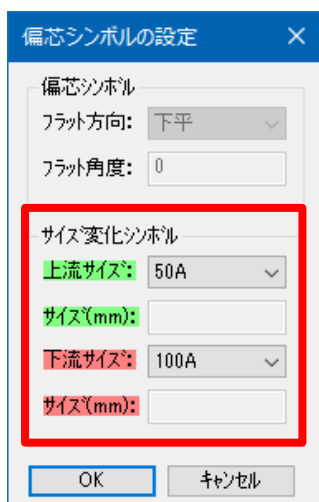 偏芯シンボルの設定
偏芯ｼﾝﾎﾞﾙ
ﾌﾗｯﾄ方向: 下平
ﾌﾗｯﾄ角度: 0
ｻｲｽﾞ変化ｼﾝﾎﾞﾙ
上流ｻｲｽﾞ: 50A
ｻｲｽﾞ(mm):
下流ｻｲｽﾞ: 100A
ｻｲｽﾞ(mm):
OK ｷｬﾝｾﾙ